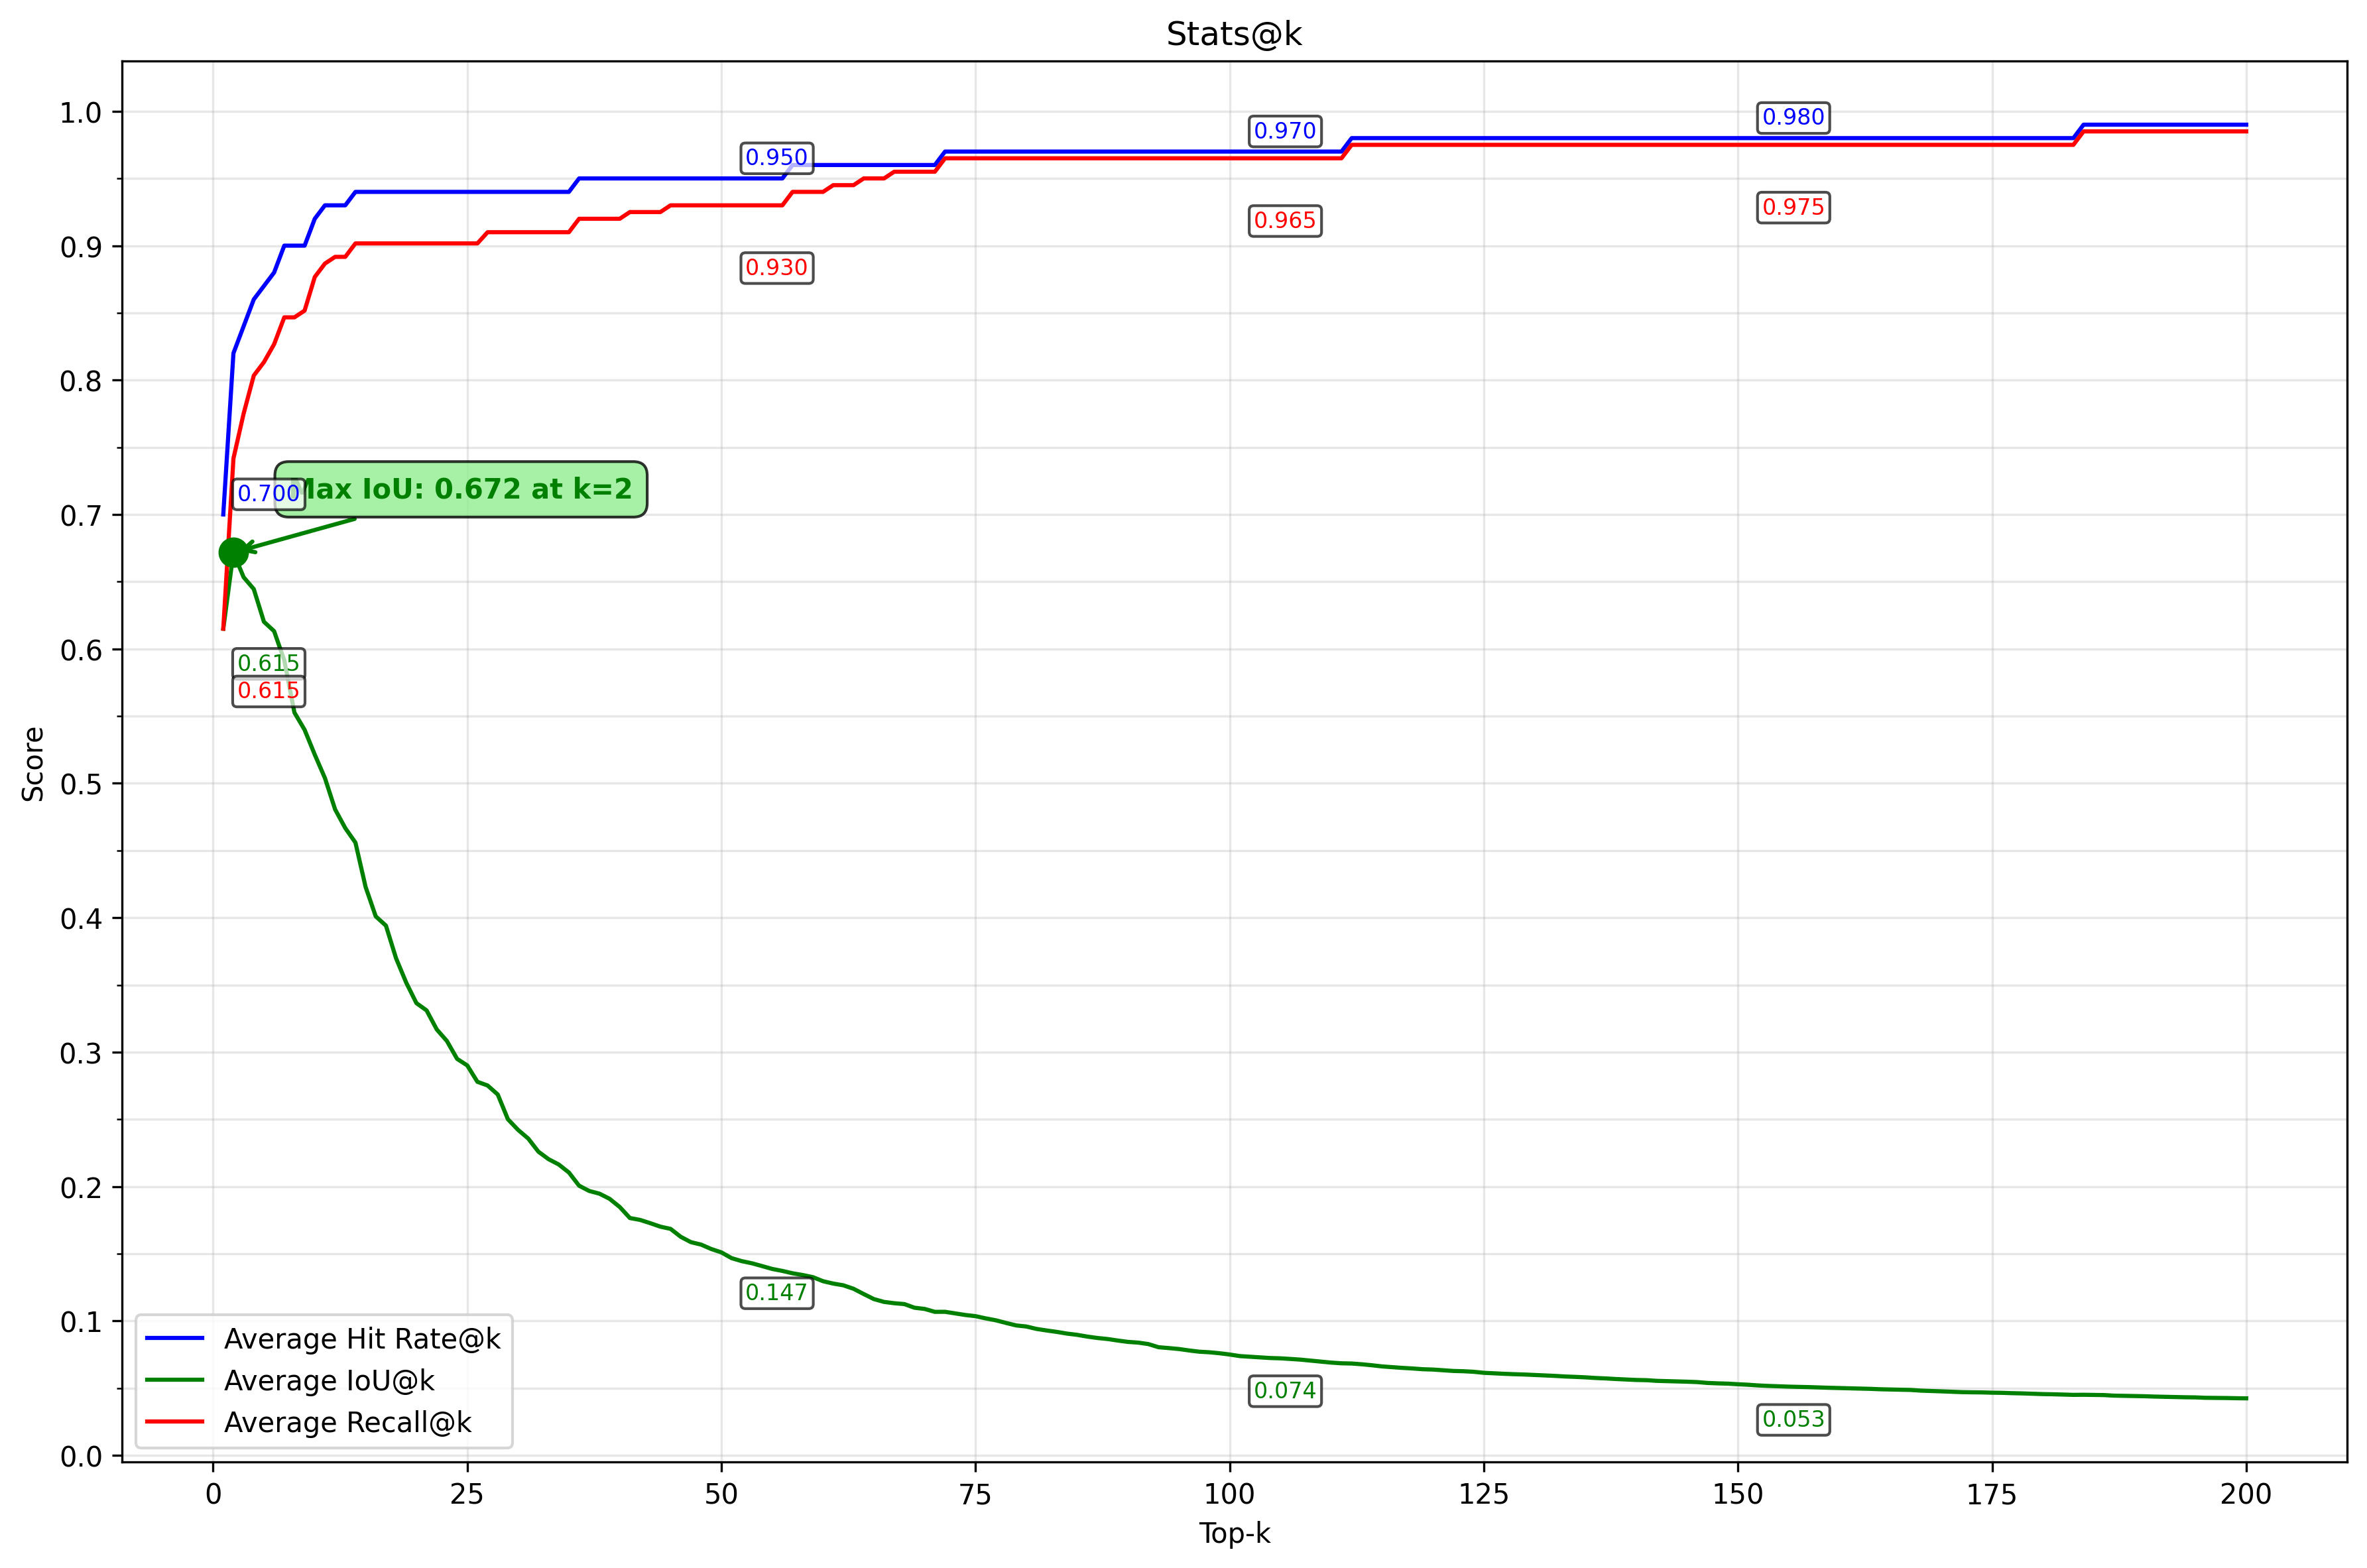 Stats@k
1.0
0.9
0.8
0.7
0.6
0.5
0.4
0.3
0.2
0.1
0.0
Score
0.950
0.970
0.980
0.930
0.965
0.975
0.700
Max IoU: 0.672 at k=2
0.615
0.615
0.147
0.074
0.053
Average Hit Rate@k
Average IoU@k
Average Recall@k
0 25 50 75 100 125 150 175 200
Top-k